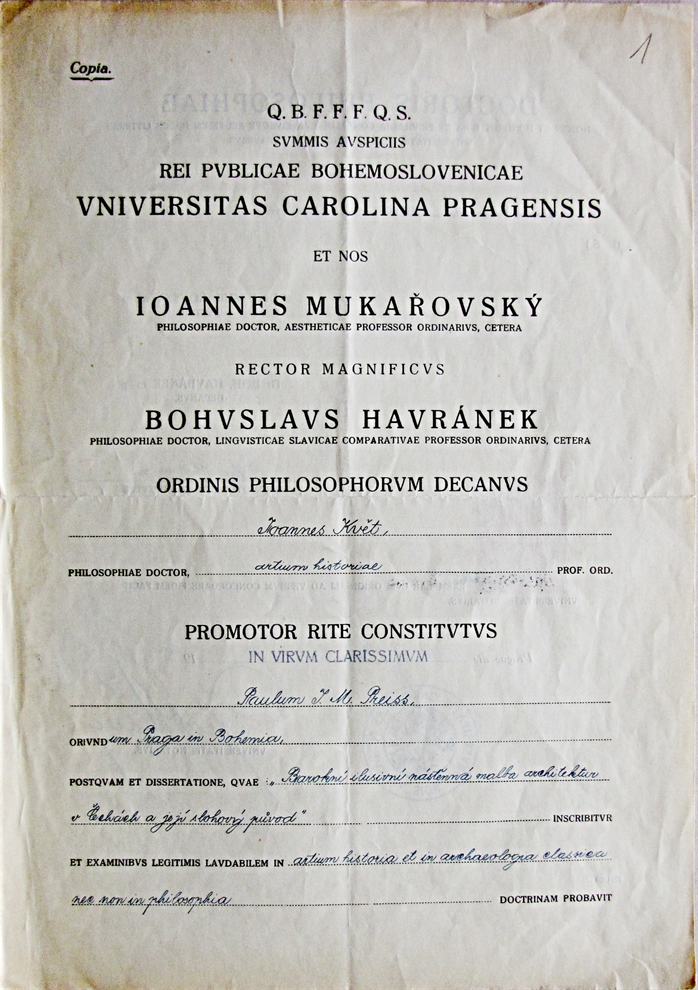 1
Copia.
Q. B. F. F. F. Q. S.
SVMMIS AVSPICIIS
REI PVBLICAE BOHEMOSLOVENICAE
VNIVERSITAS CAROLINA PRAGENSIS
ET NOS
IOANNES MUKAŘOVSKÝ
PHILOSOPHIAE DOCTOR, AESTHETICAE PROFESSOR ORDINARIVS, CETERA
RECTOR MAGNIFICVS
BOHVSLAVS HAVRÁNEK
PHILOSOPHIAE DOCTOR, LINGVISTICAE SLAVICAE COMPARATIVAE PROFESSOR ORDINARIVS, CETERA
ORDINIS PHILOSOPHORVM DECANVS
Ioannes Květ,
PHILOSOPHIAE DOCTOR, artium historiae PROF. ORD.
PROMOTOR RITE CONSTITVTVS
IN VIRVM CLARISSIMVM
Paulum J. M. Preiss,
ORIVNDum Praga in Bohemia,
POSTQVAM ET DISSERTATIONE, QVAE : „Barokní ilusivní nástěnná malba architektur
v Čechách a její slohový původ" INSCRIBITVR
ET EXAMINIBVS LEGITIMIS LAVDABILEM IN artium historia et in archaeologia classica
nec non in philosophia DOCTRINAM PROBAVIT